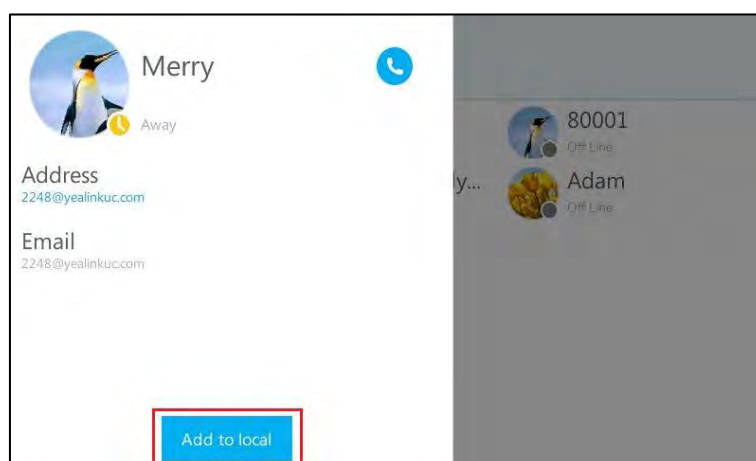 Merry
Away
Address
2248@yealinkuc.com
Email
2248@yealinkuc.com
Add to local
80001
Off Line
ly...
Adam
Off Line